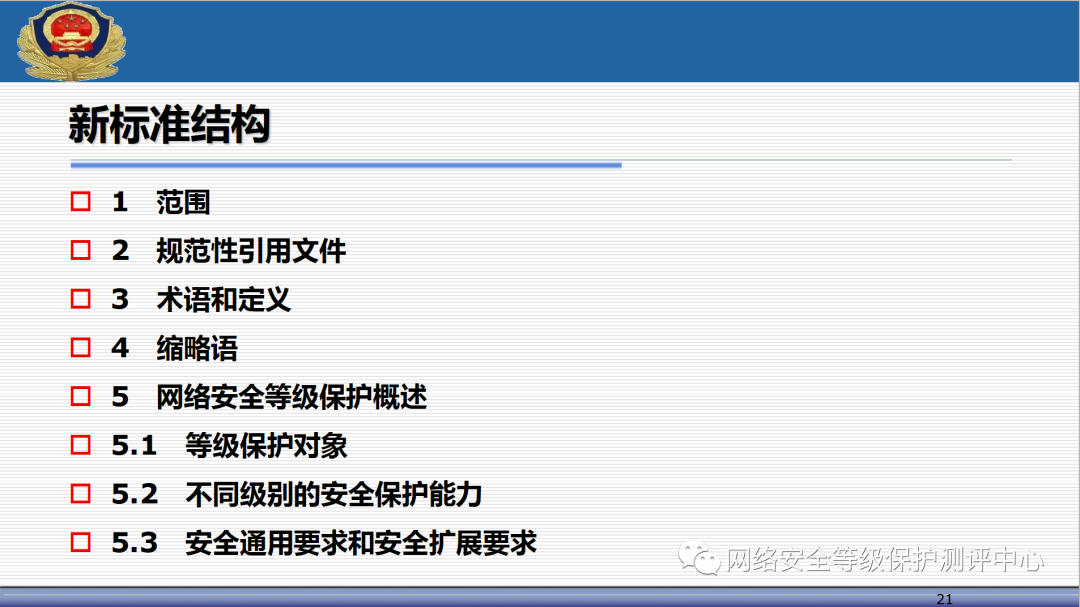 新标准结构
1 范围
2 规范性引用文件
3 术语和定义
4 缩略语
5 网络安全等级保护概述
5.1 等级保护对象
5.2 不同级别的安全保护能力
5.3 安全通用要求和安全扩展要求
网络安全等级保护测评中心
21